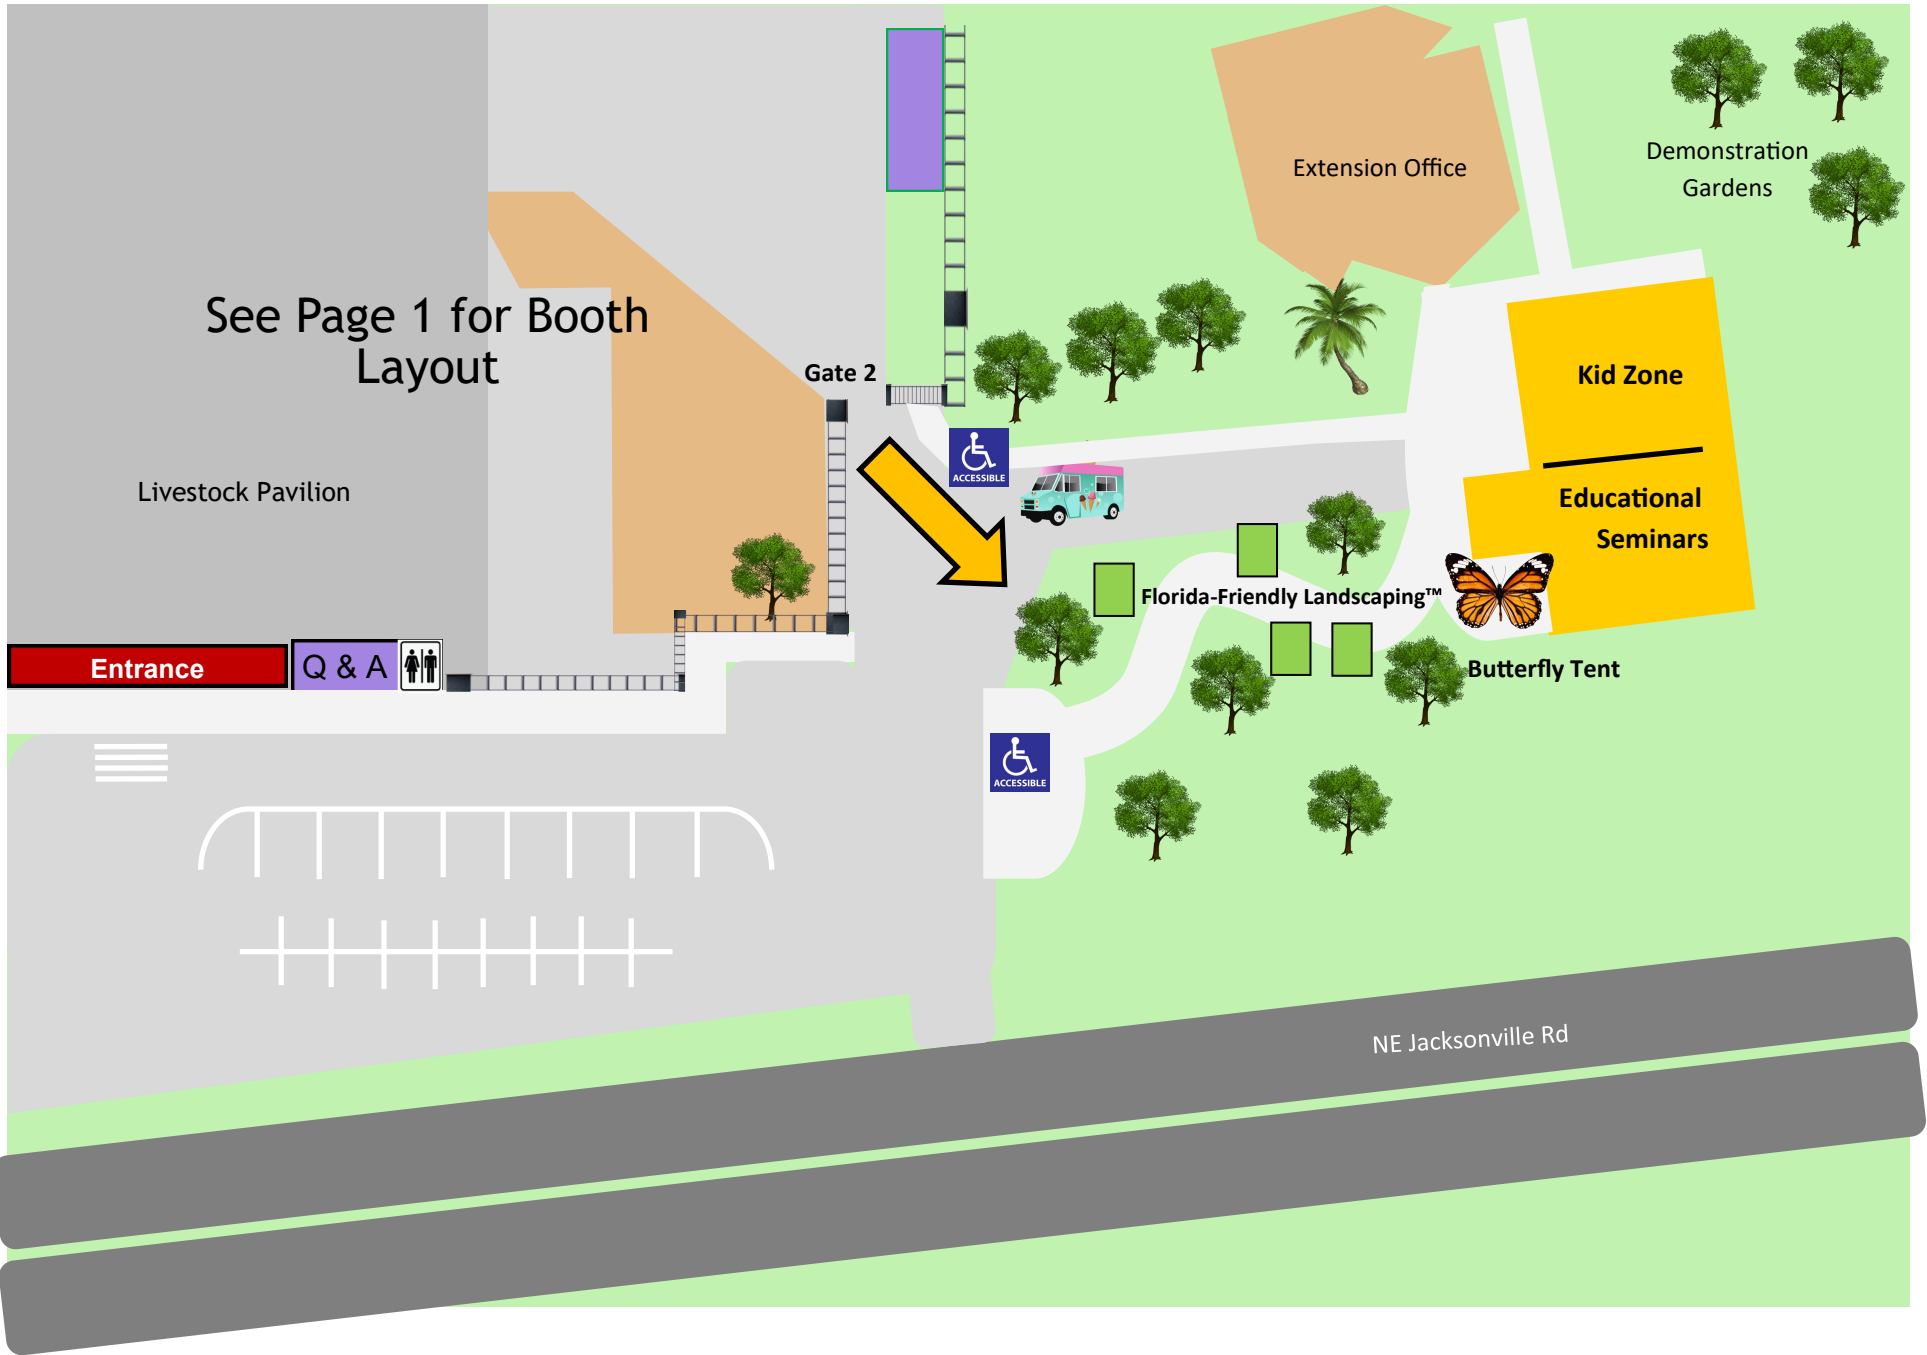 Extension Office
Demonstration
Gardens
See Page 1 for Booth
Layout
Gate 2
Kid Zone
Livestock Pavilion
ACCESSIBLE
Educational
Seminars
Florida-Friendly Landscaping™
Entrance
Q & A
Butterfly Tent
ACCESSIBLE
NE Jacksonville Rd